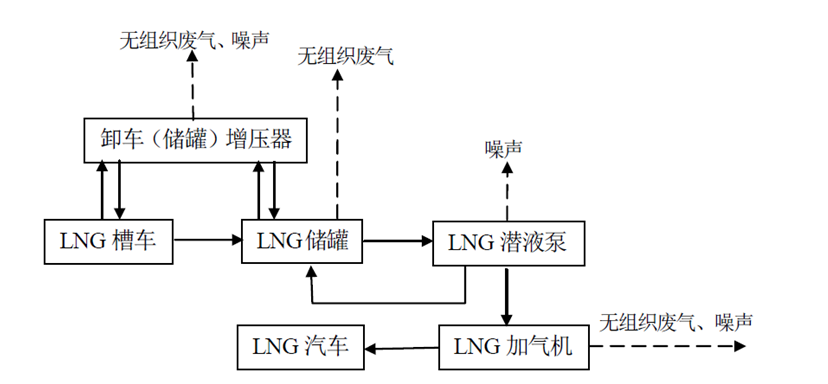 无组织废气、噪声
无组织废气
卸车（储罐）增压器
噪声
LNG 槽车
LNG 储罐
LNG 潜液泵
无组织废气、噪声
LNG 汽车
LNG 加气机